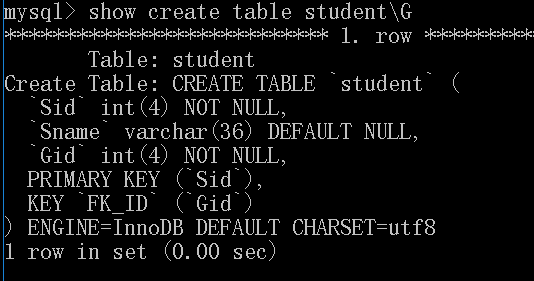 mysql> show create table student\G
*************************** 1. row **********
Table: student
Create Table: CREATE TABLE `student` (
`Sid` int(4) NOT NULL,
`Sname` varchar(36) DEFAULT NULL,
`Gid` int(4) NOT NULL,
PRIMARY KEY (`Sid`),
KEY `FK_ID` (`Gid`)
) ENGINE=InnoDB DEFAULT CHARSET=utf8
1 row in set (0.00 sec)